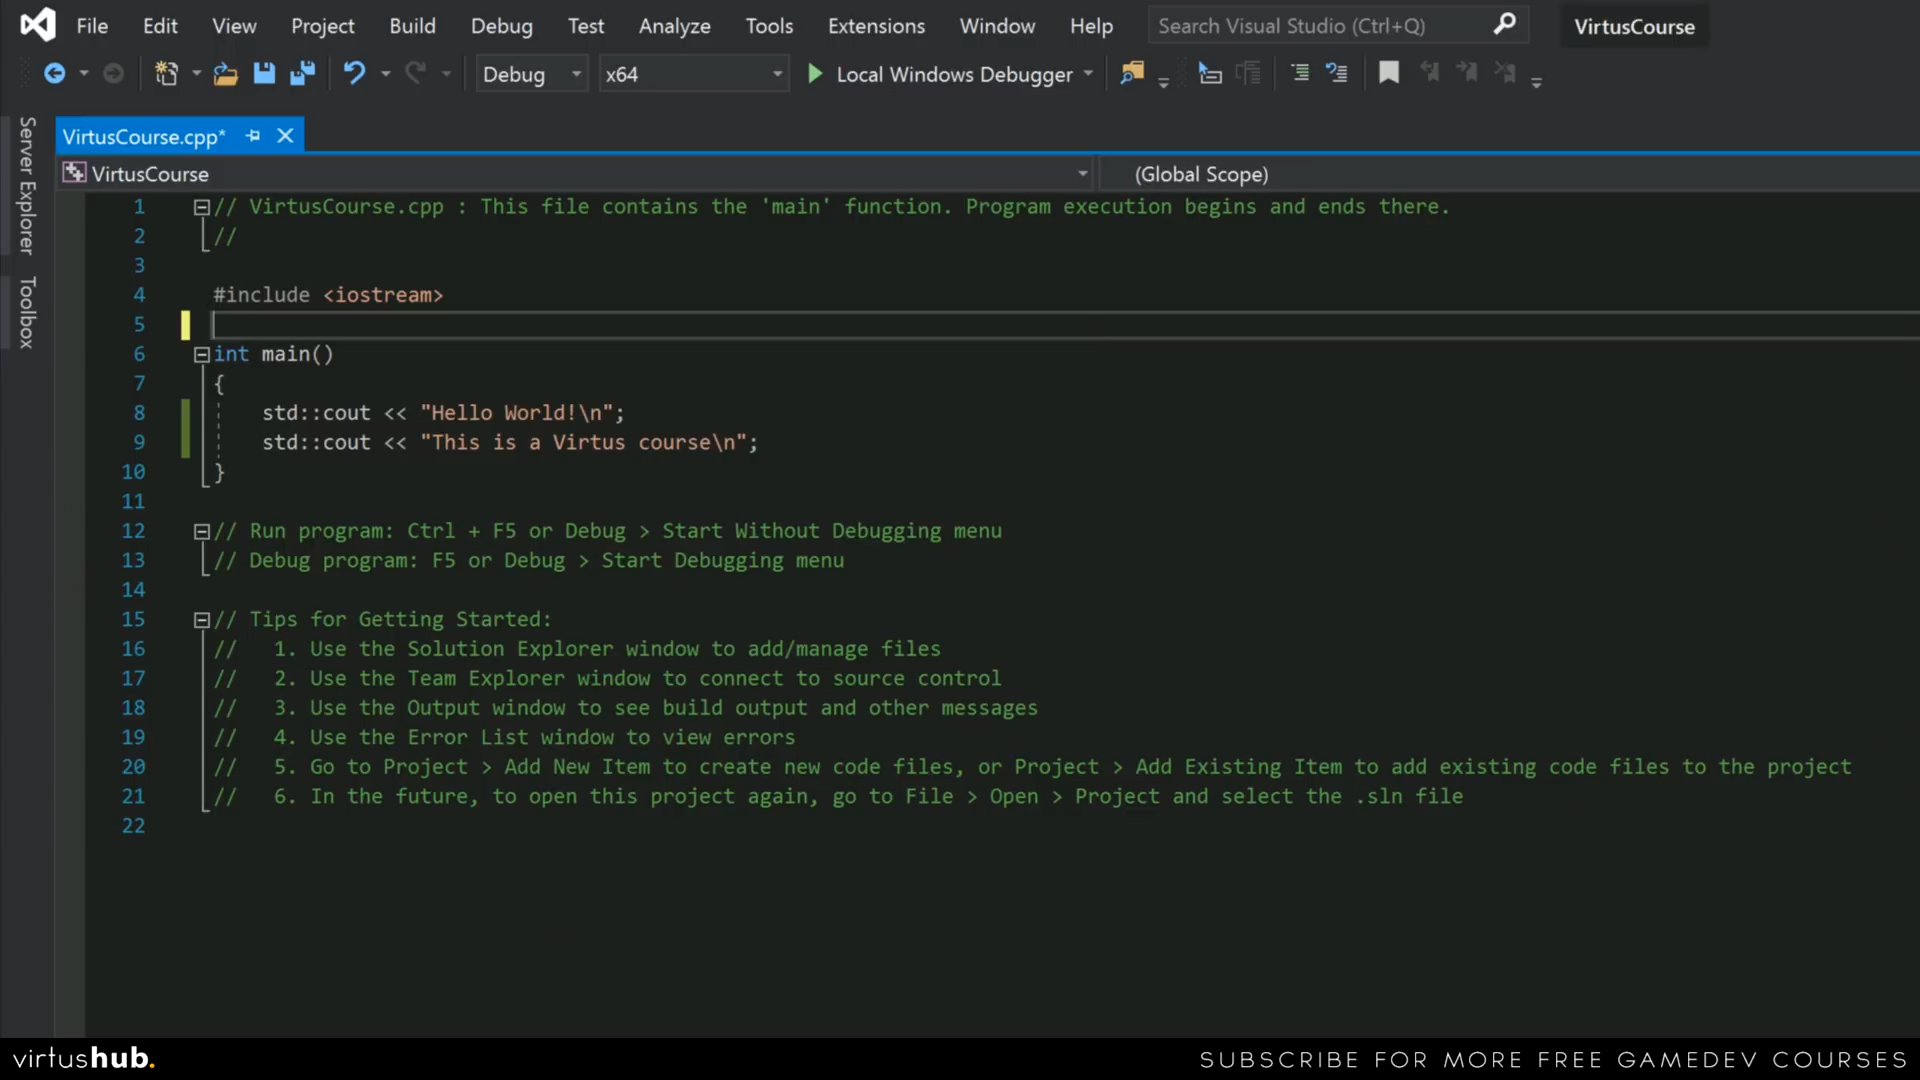 File Edit View Project Build Debug Test Analyze Tools Extensions Window Help Search Visual Studio (Ctrl+Q) VirtusCourse
Debug x64 Local Windows Debugger
Server Explorer
Toolbox
VirtusCourse.cpp*
VirtusCourse (Global Scope)
1 // VirtusCourse.cpp : This file contains the 'main' function. Program execution begins and ends there.
2 //
3
4 #include <iostream>
5
6 int main()
7 {
8 std::cout << "Hello World!\n";
9 std::cout << "This is a Virtus course\n";
10 }
11
12 // Run program: Ctrl + F5 or Debug > Start Without Debugging menu
13 // Debug program: F5 or Debug > Start Debugging menu
14
15 // Tips for Getting Started:
16 // 1. Use the Solution Explorer window to add/manage files
17 // 2. Use the Team Explorer window to connect to source control
18 // 3. Use the Output window to see build output and other messages
19 // 4. Use the Error List window to view errors
20 // 5. Go to Project > Add New Item to create new code files, or Project > Add Existing Item to add existing code files to the project
21 // 6. In the future, to open this project again, go to File > Open > Project and select the .sln file
22
virtushub. SUBSCRIBE FOR MORE FREE GAMEDEV COURSES